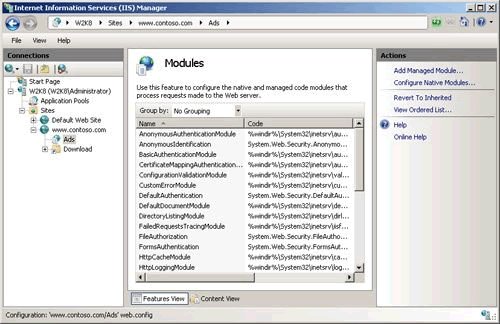 Internet Information Services (IIS) Manager
W2K8 Sites www.contoso.com Ads
File View Help
Connections
Start Page
W2K8 (W2K8\Administrator)
Application Pools
Sites
Default Web Site
www.contoso.com
Ads
Download
Modules
Use this feature to configure the native and managed code modules that
process requests made to the Web server.
Group by: No Grouping
Name Code
AnonymousAuthenticationModule %windir%\System32\inetsrv\au...
AnonymousIdentification System.Web.Security.Anonymo...
BasicAuthenticationModule %windir%\System32\inetsrv\au...
CertificateMappingAuthentication... %windir%\System32\inetsrv\au...
ConfigurationValidationModule %windir%\System32\inetsrv\val...
CustomErrorModule %windir%\System32\inetsrv\cu...
DefaultAuthentication System.Web.Security.DefaultAu...
DefaultDocumentModule %windir%\System32\inetsrv\de...
DirectoryListingModule %windir%\System32\inetsrv\dirl...
FailedRequestsTracingModule %windir%\System32\inetsrv\iisf...
FileAuthorization System.Web.Security.FileAutho...
FormsAuthentication System.Web.Security.FormsAut...
HttpCacheModule %windir%\System32\inetsrv\ca...
HttpLoggingModule %windir%\System32\inetsrv\log...
Features View Content View
Actions
Add Managed Module...
Configure Native Modules...
Revert To Inherited
View Ordered List...
Help
Online Help
Configuration: 'www.contoso.com/Ads' web.config